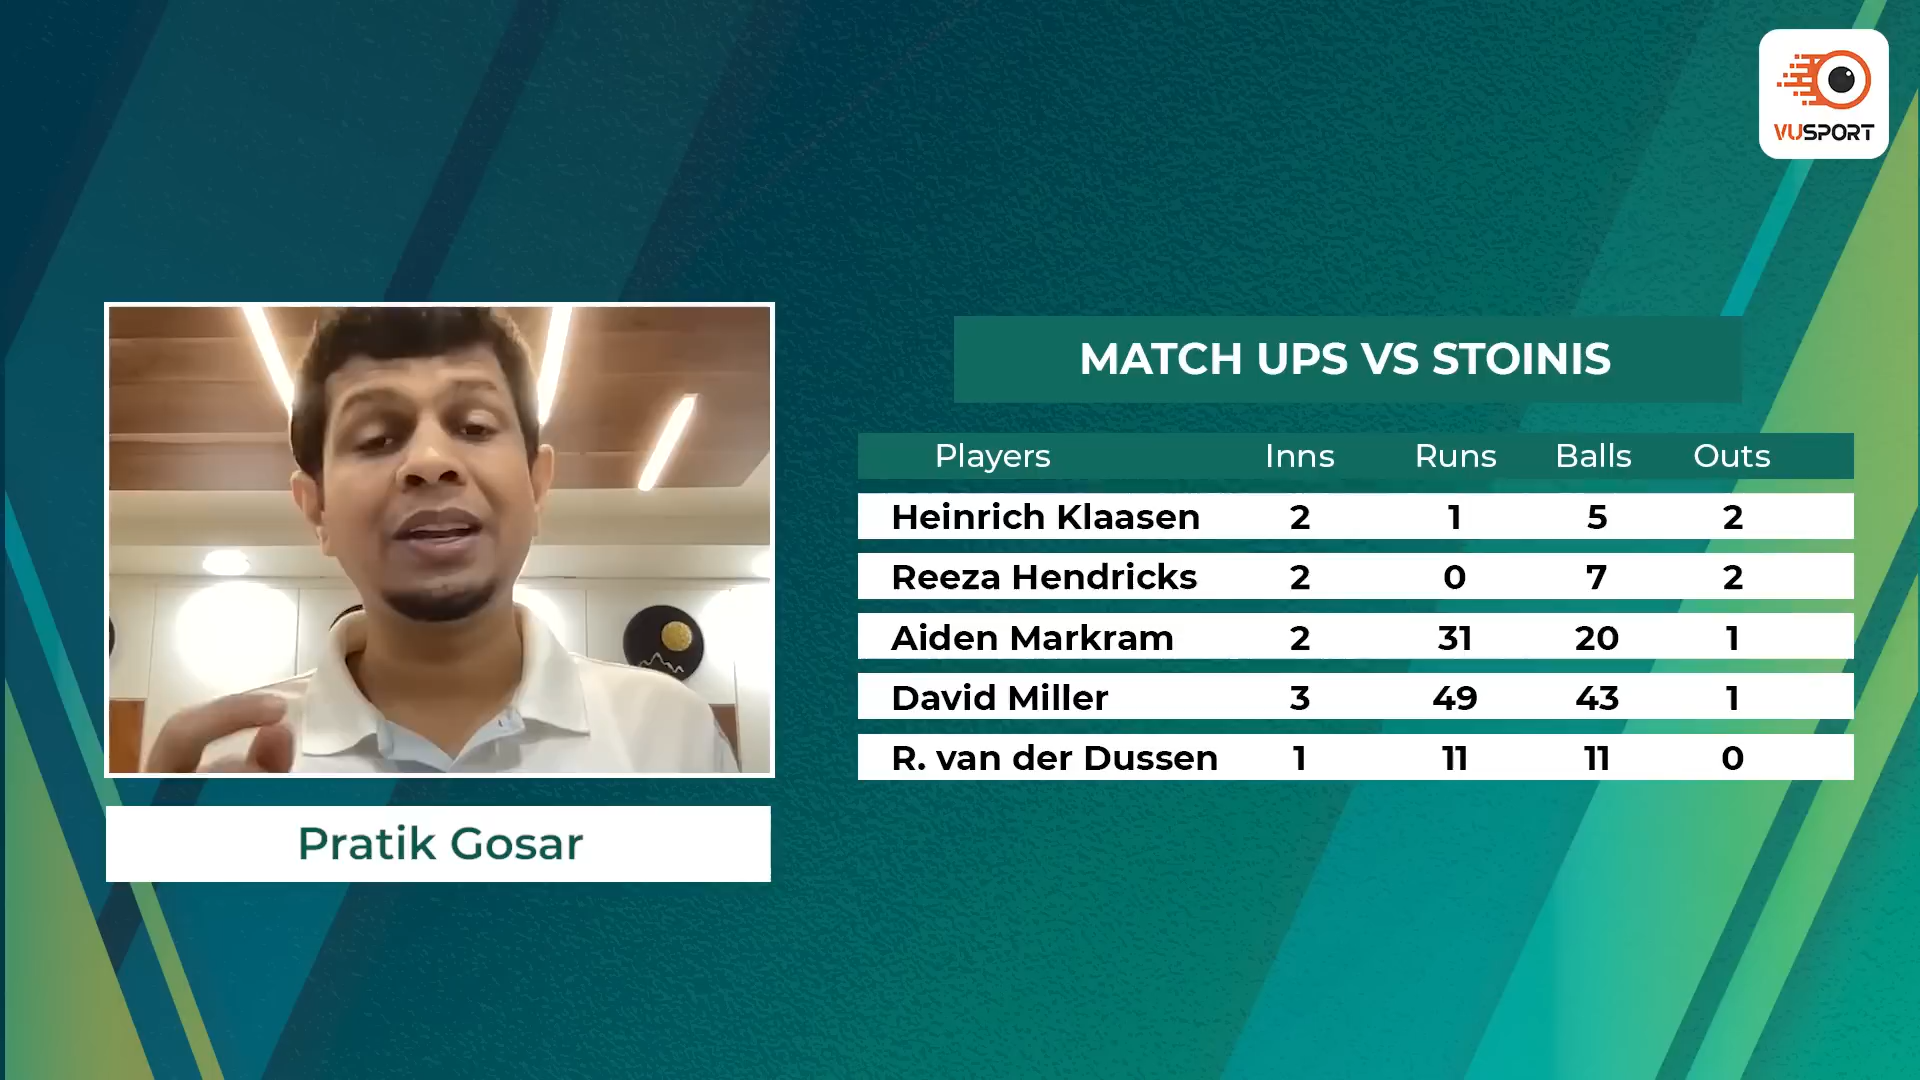 VUSPORT
MATCH UPS VS STOINIS
Players Inns Runs Balls Outs
Heinrich Klaasen 2 1 5 2
Reeza Hendricks 2 0 7 2
Aiden Markram 2 31 20 1
David Miller 3 49 43 1
R. van der Dussen 1 11 11 0
Pratik Gosar